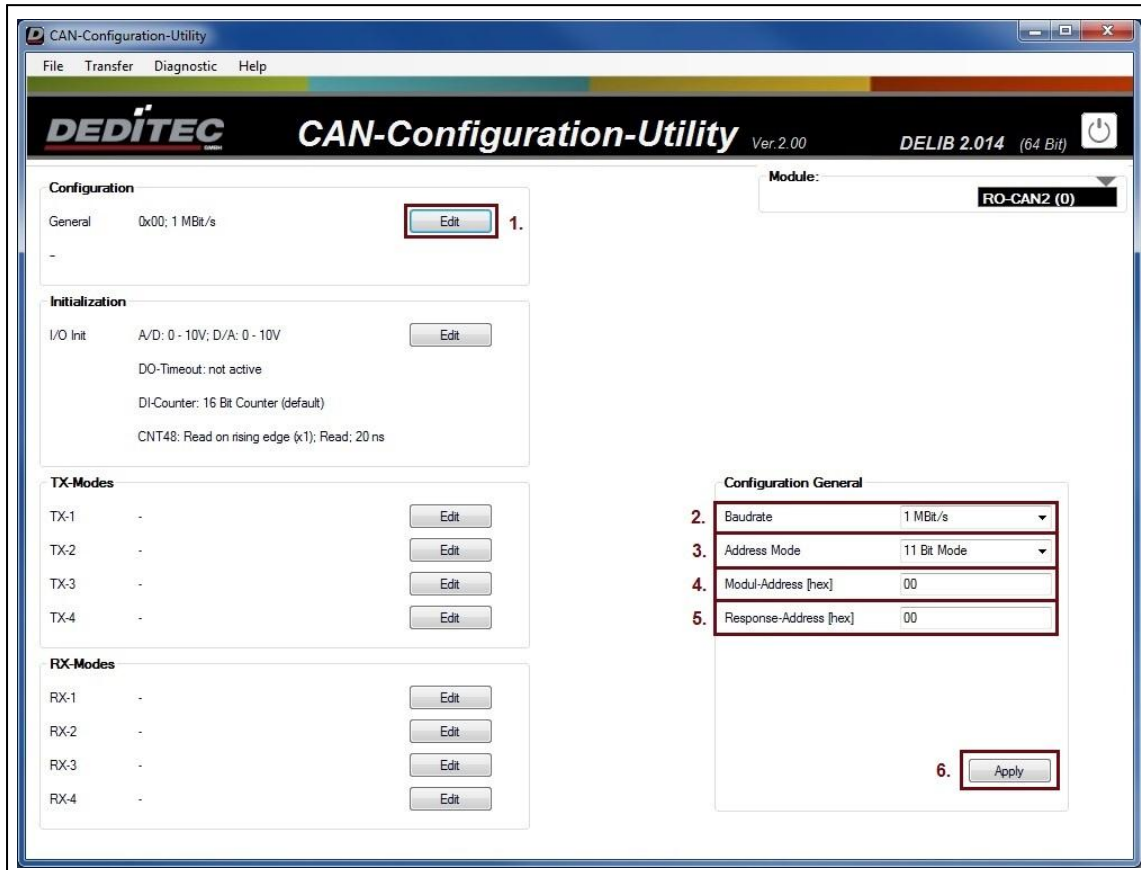 CAN-Configuration-Utility
File Transfer Diagnostic Help
DEDITEC GMBH CAN-Configuration-Utility Ver.2.00 DELIB 2.014 (64 Bit)
Module:
RO-CAN2 (0)
Configuration
General 0x00; 1 MBit/s Edit 1.
-
Initialization
I/O Init A/D: 0 - 10V; D/A: 0 - 10V Edit
DO-Timeout: not active
DI-Counter: 16 Bit Counter (default)
CNT48: Read on rising edge (x1); Read; 20 ns
TX-Modes
TX-1 - Edit
TX-2 - Edit
TX-3 - Edit
TX-4 - Edit
RX-Modes
RX-1 - Edit
RX-2 - Edit
RX-3 - Edit
RX-4 - Edit
Configuration General
2. Baudrate 1 MBit/s
3. Address Mode 11 Bit Mode
4. Modul-Address [hex] 00
5. Response-Address [hex] 00
6. Apply